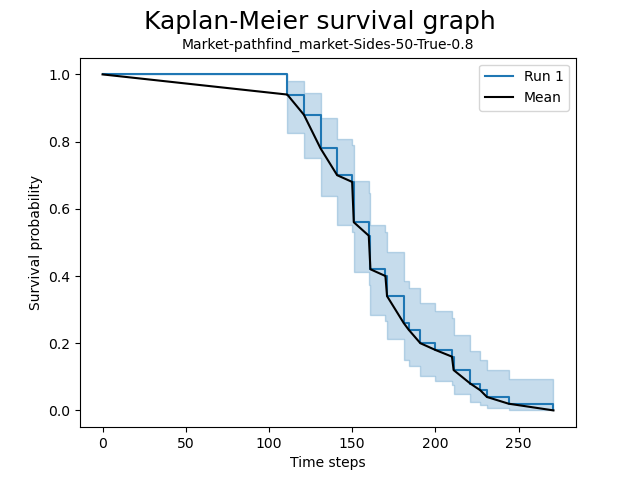 Kaplan-Meier survival graph
Market-pathfind_market-Sides-50-True-0.8
Run 1
Mean
Survival probability
1.0
0.8
0.6
0.4
0.2
0.0
0 50 100 150 200 250
Time steps